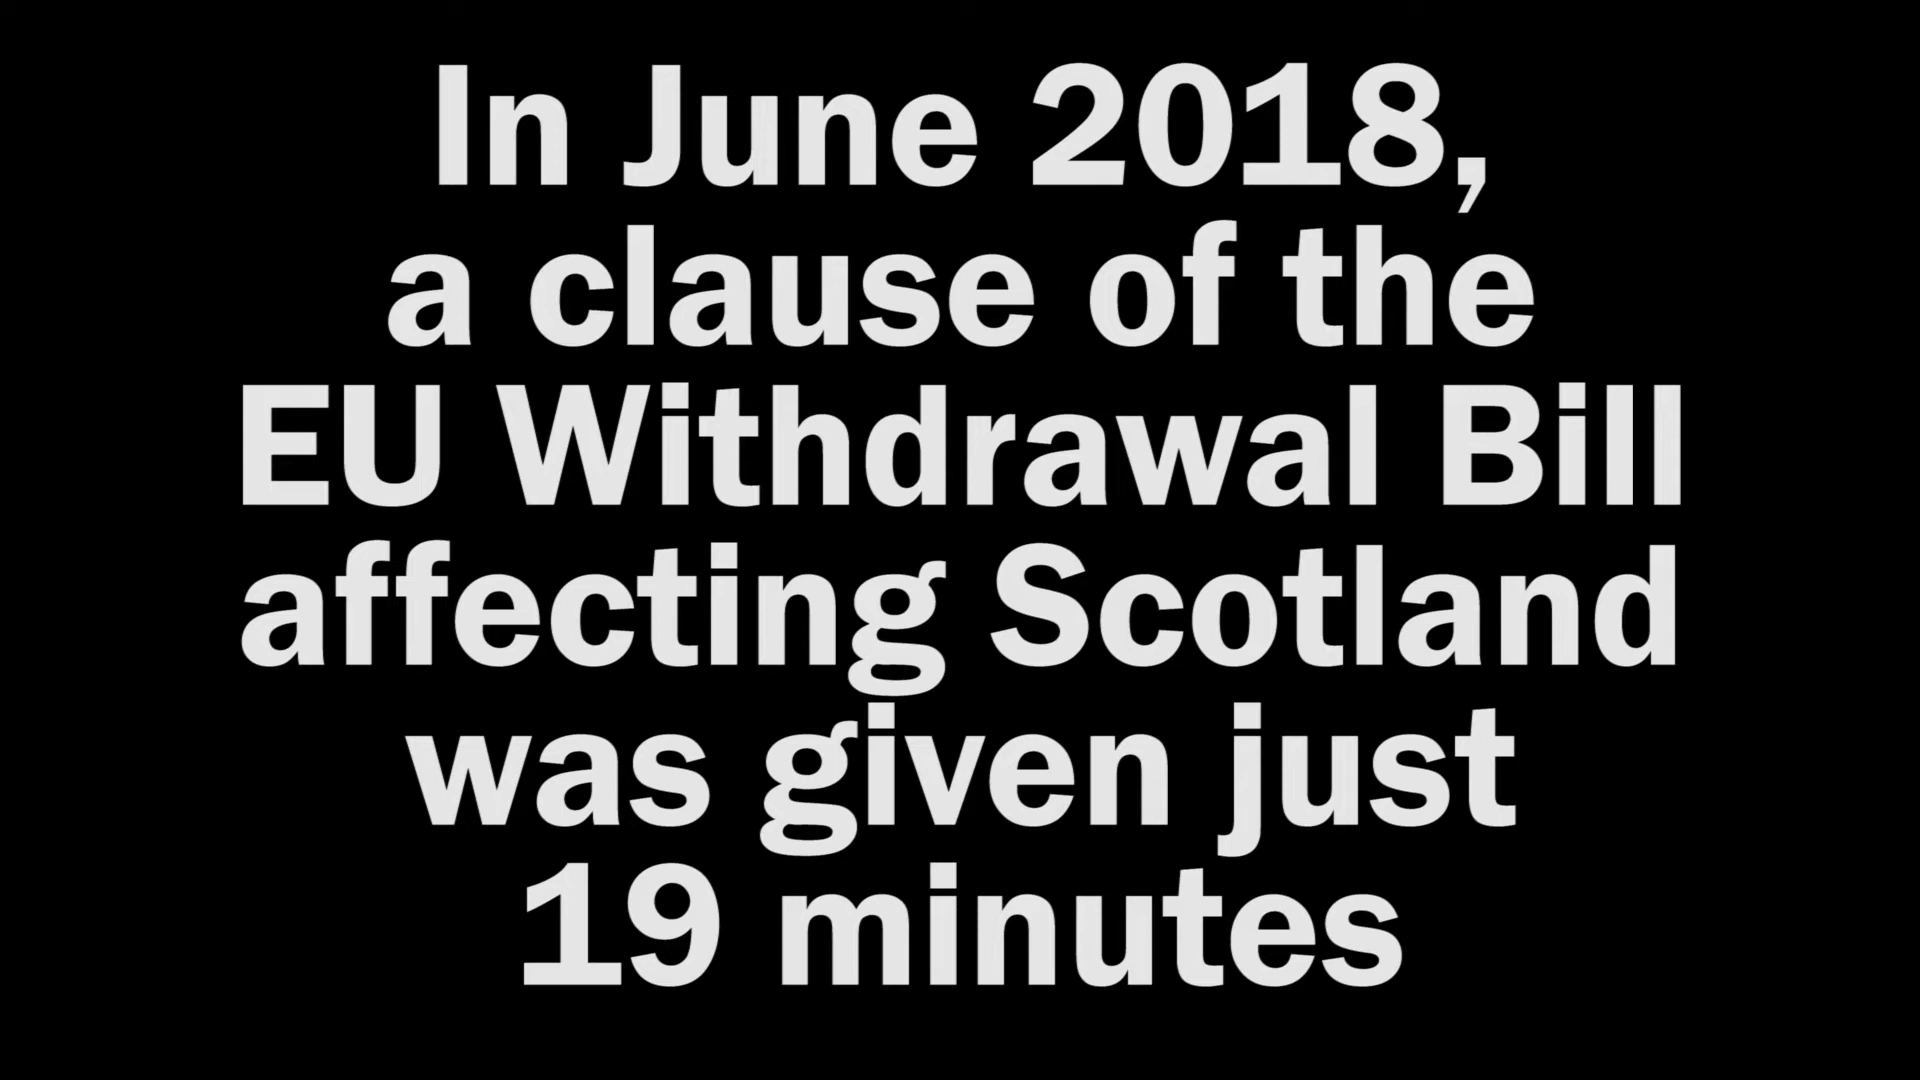 In June 2018,
a clause of the
EU Withdrawal Bill
affecting Scotland
was given just
19 minutes